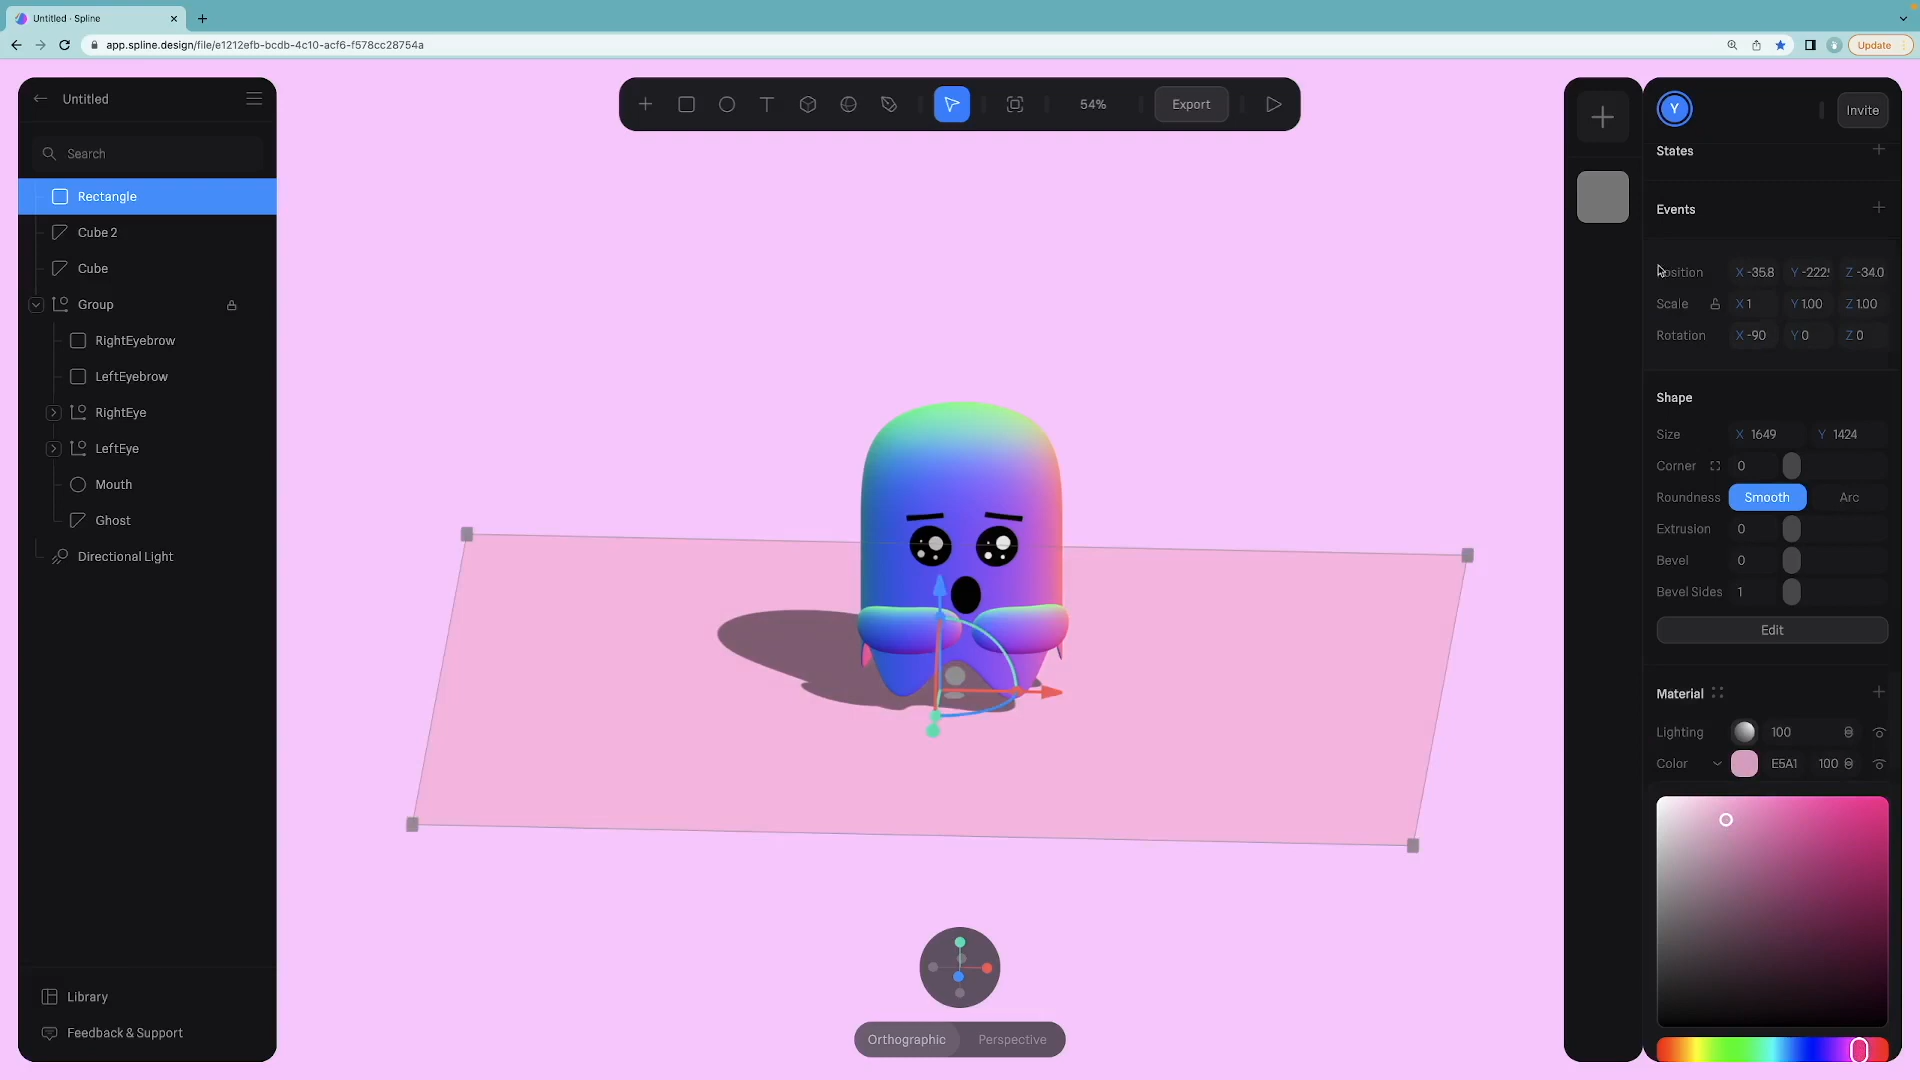 Untitled - Spline
app.spline.design/file/e1212efb-bcdb-4c10-acf6-f578cc28754a
Update
Untitled
Search
Rectangle
Cube 2
Cube
Group
RightEyebrow
LeftEyebrow
RightEye
LeftEye
Mouth
Ghost
Directional Light
Library
Feedback & Support
T
54%
Export
Orthographic
Perspective
Y
Invite
States
Events
Position X -35.8 Y -222: Z -34.0
Scale X 1 Y 1.00 Z 1.00
Rotation X -90 Y 0 Z 0
Shape
Size X 1649 Y 1424
Corner 0
Roundness Smooth Arc
Extrusion 0
Bevel 0
Bevel Sides 1
Edit
Material
Lighting 100
Color E5A1 100